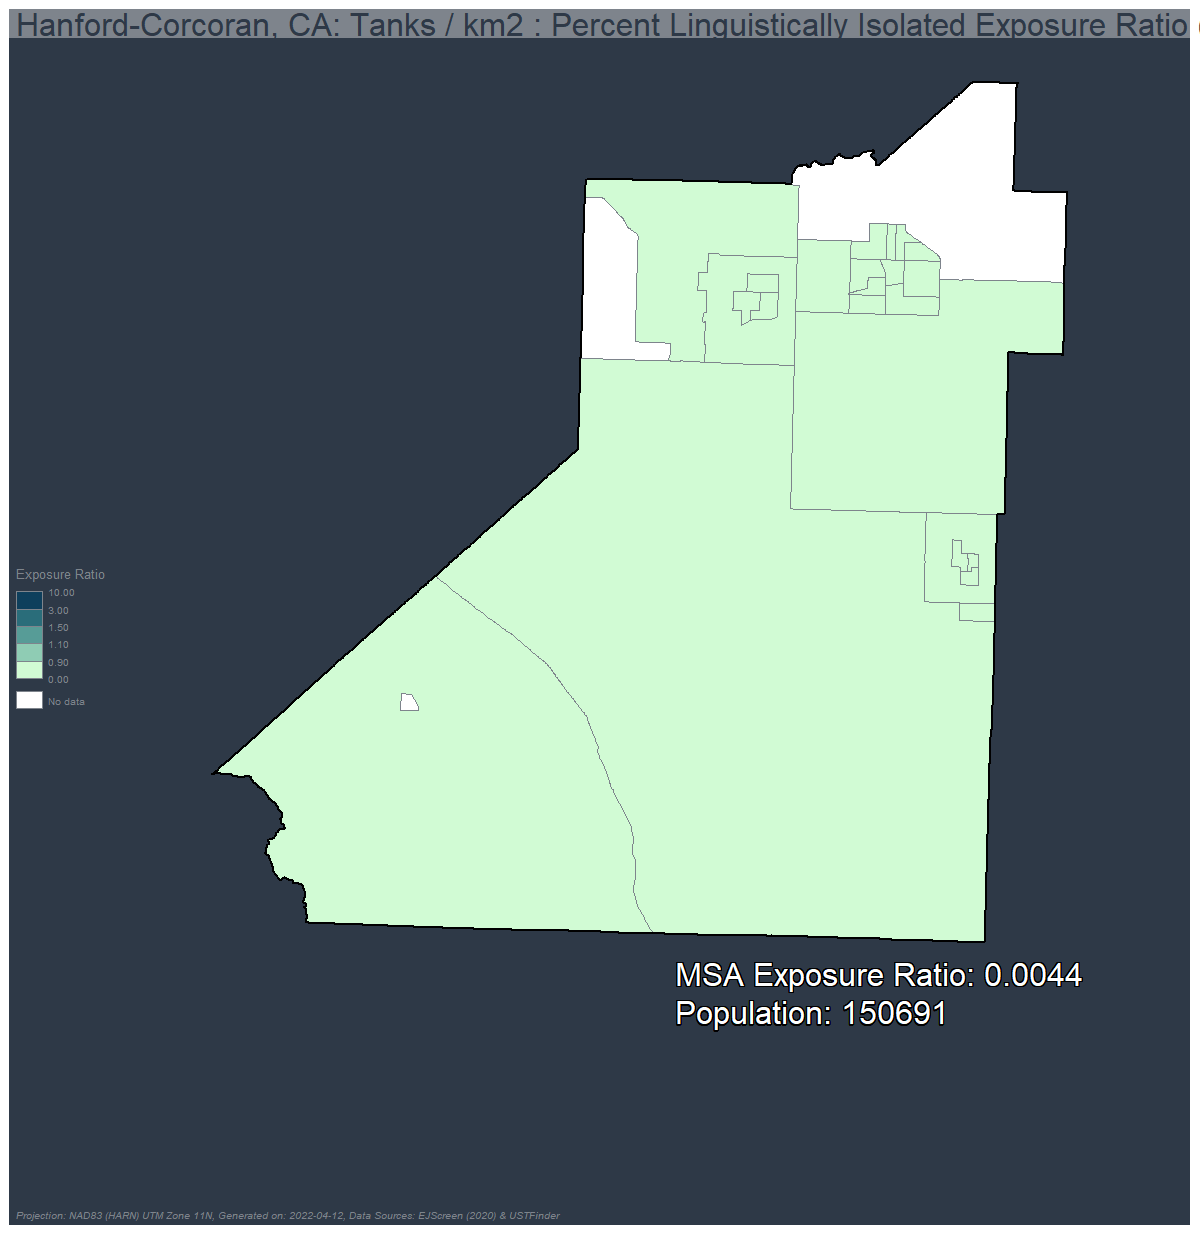 Hanford-Corcoran, CA: Tanks / km2 : Percent Linguistically Isolated Exposure Ratio (
Exposure Ratio
10.00
3.00
1.50
1.10
0.90
0.00
No data
MSA Exposure Ratio: 0.0044
Population: 150691
Projection: NAD83 (HARN) UTM Zone 11N, Generated on: 2022-04-12, Data Sources: EJScreen (2020) & USTFinder